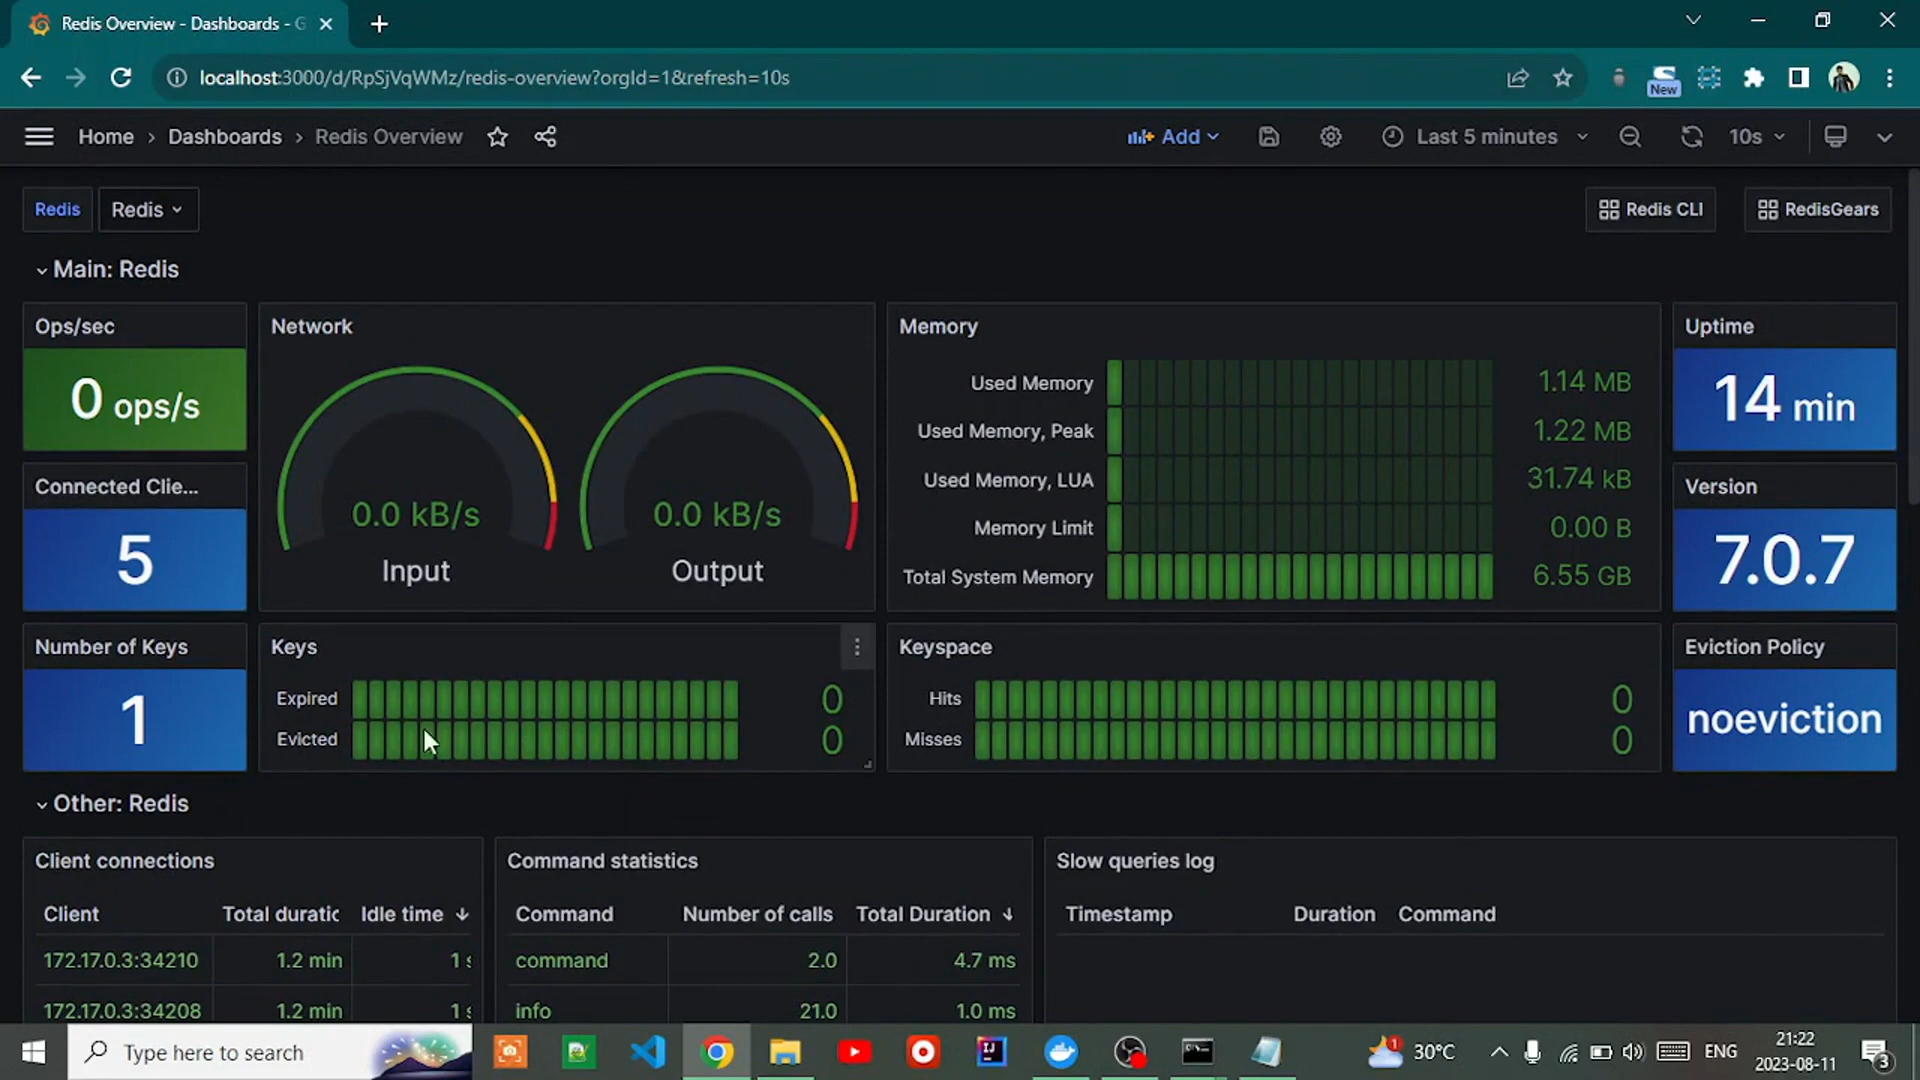 Redis Overview - Dashboards - G
localhost:3000/d/RpSjVqWMz/redis-overview?orgId=1&refresh=10s
New
Home › Dashboards › Redis Overview
Add
Last 5 minutes
10s
Redis
Redis
Redis CLI
RedisGears
Main: Redis
Ops/sec
0 ops/s
Network
0.0 kB/s
Input
0.0 kB/s
Output
Memory
Used Memory 1.14 MB
Used Memory, Peak 1.22 MB
Used Memory, LUA 31.74 kB
Memory Limit 0.00 B
Total System Memory 6.55 GB
Uptime
14 min
Connected Clie...
5
Version
7.0.7
Number of Keys
1
Keys
Expired 0
Evicted 0
Keyspace
Hits 0
Misses 0
Eviction Policy
noeviction
Other: Redis
Client connections
Client Total duratic Idle time
172.17.0.3:34210 1.2 min 1 s
172.17.0.3:34208 1.2 min 1 s
Command statistics
Command Number of calls Total Duration
command 2.0 4.7 ms
info 21.0 1.0 ms
Slow queries log
Timestamp Duration Command
Type here to search
IJ
1
30°C
ENG
21:22
2023-08-11
3